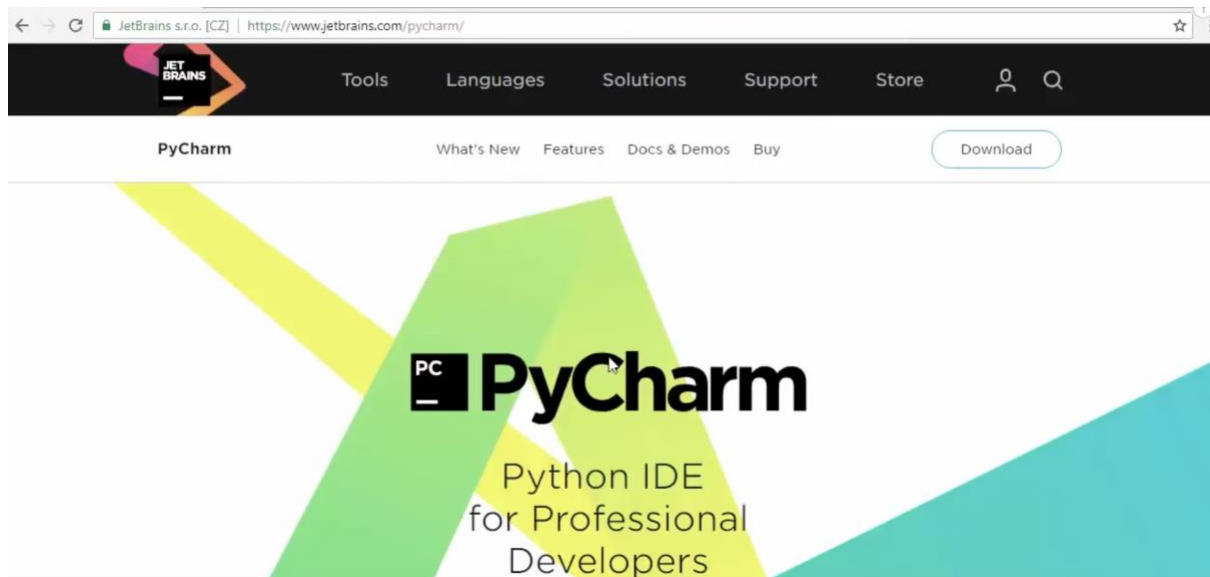 JetBrains s.r.o. [CZ] | https://www.jetbrains.com/pycharm/
JET
BRAINS
Tools Languages Solutions Support Store
PyCharm What's New Features Docs & Demos Buy Download
PC
PyCharm
Python IDE
for Professional
Developers